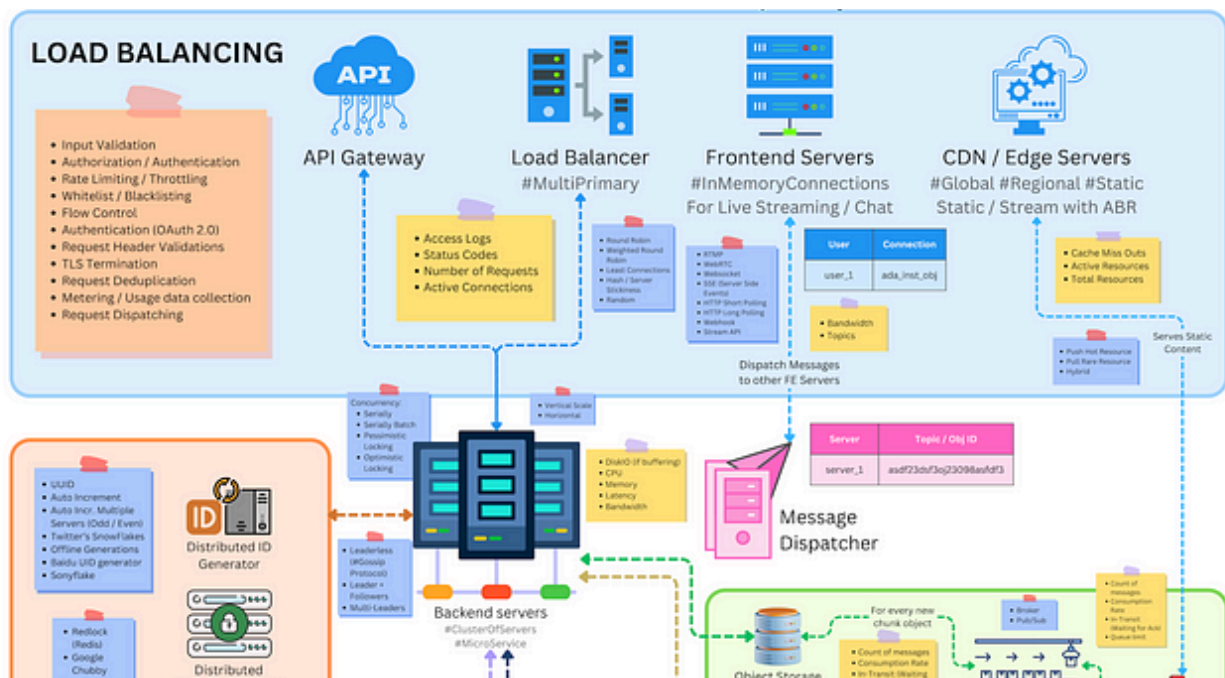 LOAD BALANCING
Input Validation
Authorization / Authentication
Rate Limiting / Throttling
Whitelist / Blacklisting
Flow Control
Authentication (OAuth 2.0)
Request Header Validations
TLS Termination
Request Deduplication
Metering / Usage data collection
Request Dispatching
API
API Gateway
Load Balancer
#MultiPrimary
Frontend Servers
#InMemoryConnections
For Live Streaming / Chat
CDN / Edge Servers
#Global #Regional #Static
Static / Stream with ABR
Access Logs
Status Codes
Number of Requests
Active Connections
Round Robin
Weighted Round
Robin
Least Connections
Hash / Server
Stickiness
Random
RTMP
WebRTC
Websocket
SSE (Server Side
Events)
HTTP Short Polling
HTTP Long Polling
Webhook
Stream API
User Connection
user_1 ada_inst_obj
Bandwidth
Topics
Cache Miss Outs
Active Resources
Total Resources
Push Hot Resource
Pull Rare Resource
Hybrid
Serves Static
Content
Dispatch Messages
to other FE Servers
Concurrency:
Serially
Serially Batch
Pessimistic
Locking
Optimistic
Locking
Vertical Scale
Horizontal
DiskIO (if buffering)
CPU
Memory
Latency
Bandwidth
Server Topic / Obj ID
server_1
Message
Dispatcher
UUID
Auto Increment
Auto Incr. Multiple
Servers (Odd / Even)
Twitter's Snowflakes
Offline Generations
Baidu UID generator
Sonyflake
ID
Distributed ID
Generator
Leaderless
(#Gossip
Protocol)
Leader +
Followers
Multi-Leaders
Backend servers
#ClusterOfServers
#MicroService
Redlock
(Redis)
Google
Chubby
Distributed
Object Storage
For every new
chunk object
Count of messages
Consumption Rate
In-Transit (Waiting
Broker
Pub/Sub
Count of
messages
Consumption
Rate
In-Transit
(Waiting for Ack)
Queue limit